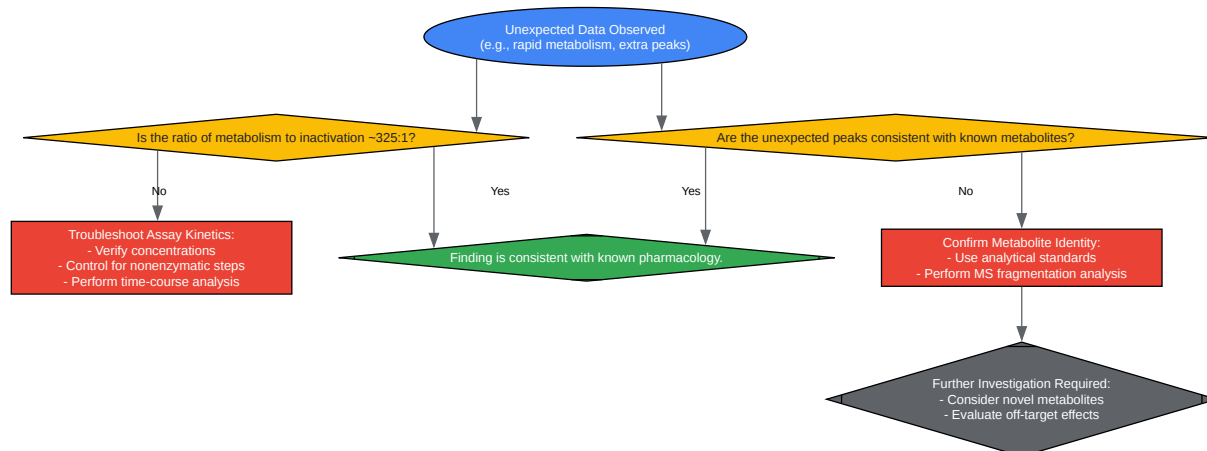 Unexpected Data Observed
(e.g., rapid metabolism, extra peaks)
Is the ratio of metabolism to inactivation ~325:1?
Are the unexpected peaks consistent with known metabolites?
No
Yes
Yes
No
Troubleshoot Assay Kinetics:
- Verify concentrations
- Control for nonenzymatic steps
- Perform time-course analysis
Finding is consistent with known pharmacology.
Confirm Metabolite Identity:
- Use analytical standards
- Perform MS fragmentation analysis
Further Investigation Required:
- Consider novel metabolites
- Evaluate off-target effects